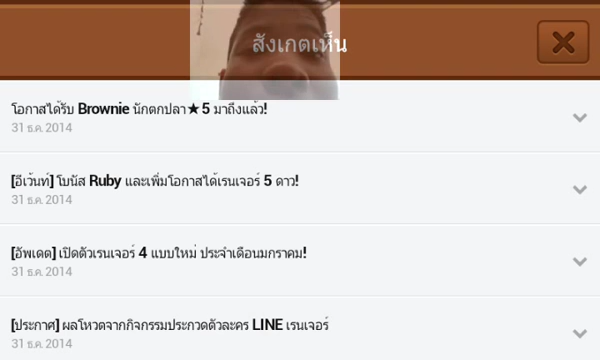 สังเกตเห็น
โอกาสได้รับ Brownie นักตกปลา★5 มาถึงแล้ว!
31 ธ.ค. 2014
[อีเว้นท์] โบนัส Ruby และเพิ่มโอกาสได้เรนเจอร์ 5 ดาว!
31 ธ.ค. 2014
[อัพเดต] เปิดตัวเรนเจอร์ 4 แบบใหม่ ประจำเดือนมกราคม!
31 ธ.ค. 2014
[ประกาศ] ผลโหวตจากกิจกรรมประกวดตัวละคร LINE เรนเจอร์
31 ธ.ค. 2014